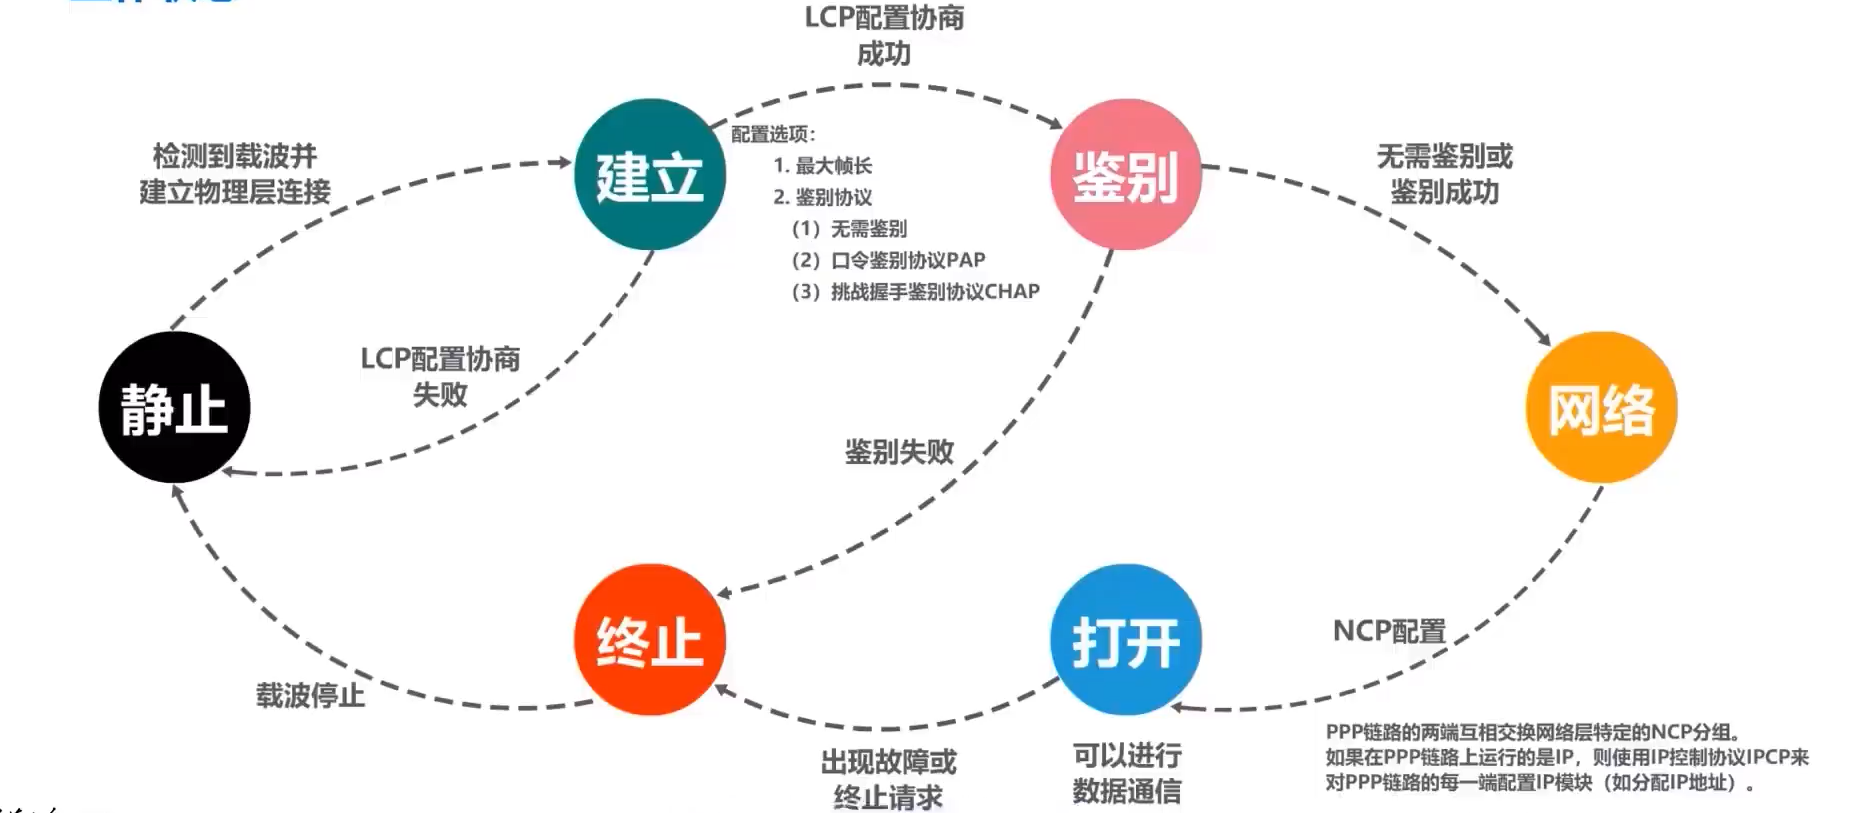 LCP配置协商
成功
检测到载波并
建立物理层连接
建立
配置选项：
1. 最大帧长
2. 鉴别协议
（1）无需鉴别
（2）口令鉴别协议PAP
（3）挑战握手鉴别协议CHAP
鉴别
无需鉴别或
鉴别成功
静止
LCP配置协商
失败
网络
鉴别失败
终止
打开
NCP配置
载波停止
出现故障或
终止请求
可以进行
数据通信
PPP链路的两端互相交换网络层特定的NCP分组。
如果在PPP链路上运行的是IP，则使用IP控制协议IPCP来
对PPP链路的每一端配置IP模块（如分配IP地址）。